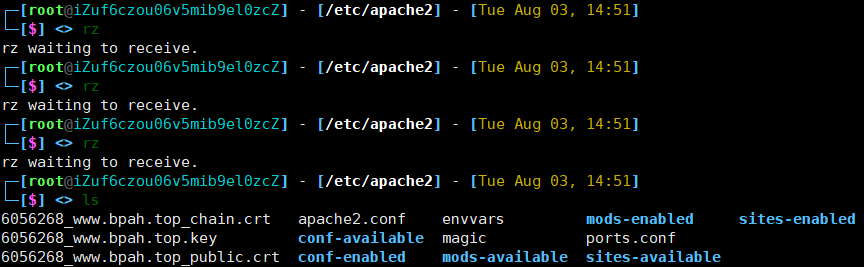 ┌─[root@iZuf6czou06v5mib9el0zcZ] - [/etc/apache2] - [Tue Aug 03, 14:51]
└─[$] <> rz
rz waiting to receive.
┌─[root@iZuf6czou06v5mib9el0zcZ] - [/etc/apache2] - [Tue Aug 03, 14:51]
└─[$] <> rz
rz waiting to receive.
┌─[root@iZuf6czou06v5mib9el0zcZ] - [/etc/apache2] - [Tue Aug 03, 14:51]
└─[$] <> rz
rz waiting to receive.
┌─[root@iZuf6czou06v5mib9el0zcZ] - [/etc/apache2] - [Tue Aug 03, 14:51]
└─[$] <> ls
6056268_www.bpah.top_chain.crt   apache2.conf    envvars         mods-enabled     sites-enabled
6056268_www.bpah.top.key         conf-available  magic           ports.conf
6056268_www.bpah.top_public.crt  conf-enabled    mods-available  sites-available